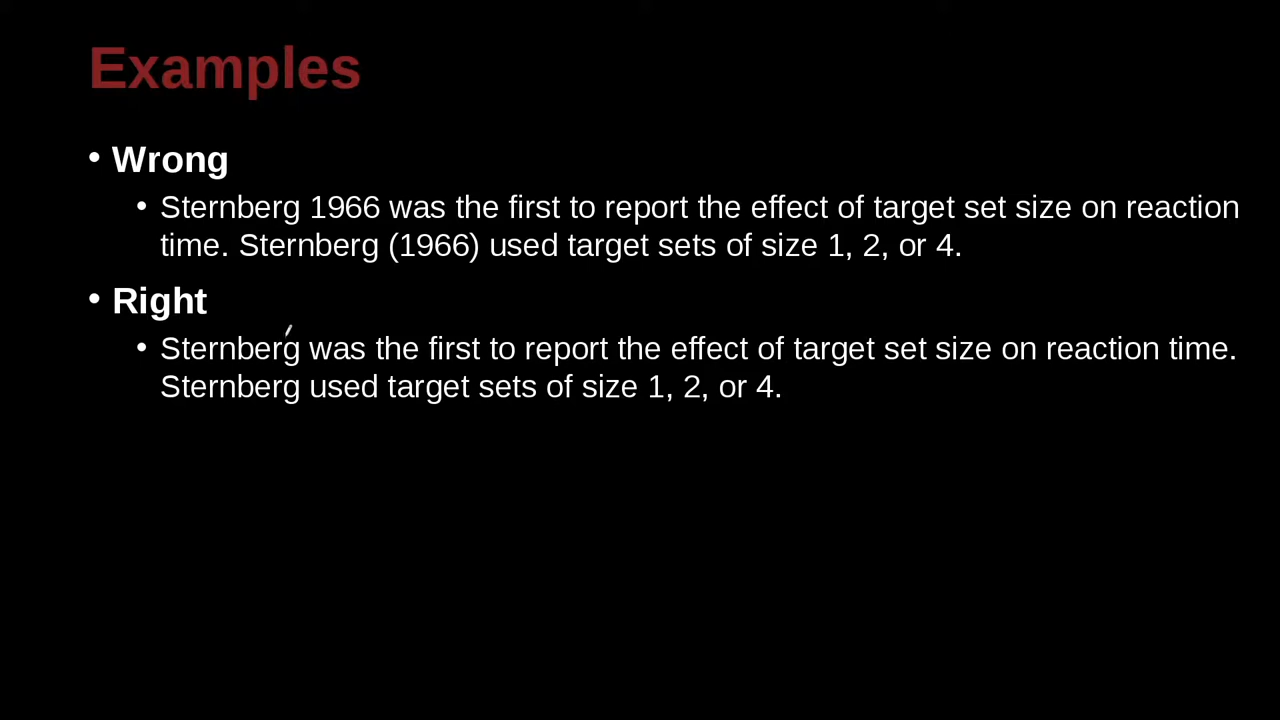 Examples
• Wrong
• Sternberg 1966 was the first to report the effect of target set size on reaction
time. Sternberg (1966) used target sets of size 1, 2, or 4.
• Right
• Sternberg was the first to report the effect of target set size on reaction time.
Sternberg used target sets of size 1, 2, or 4.